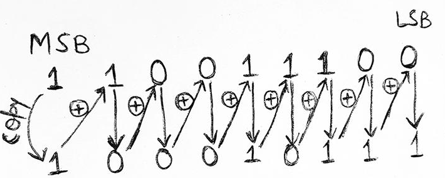 LSB
MSB
1 1 0 0 1 1 1 0 0
⊕ ⊕ ⊕ ⊕ ⊕ ⊕ ⊕ ⊕
copy
1 0 0 0 1 0 1 1 1